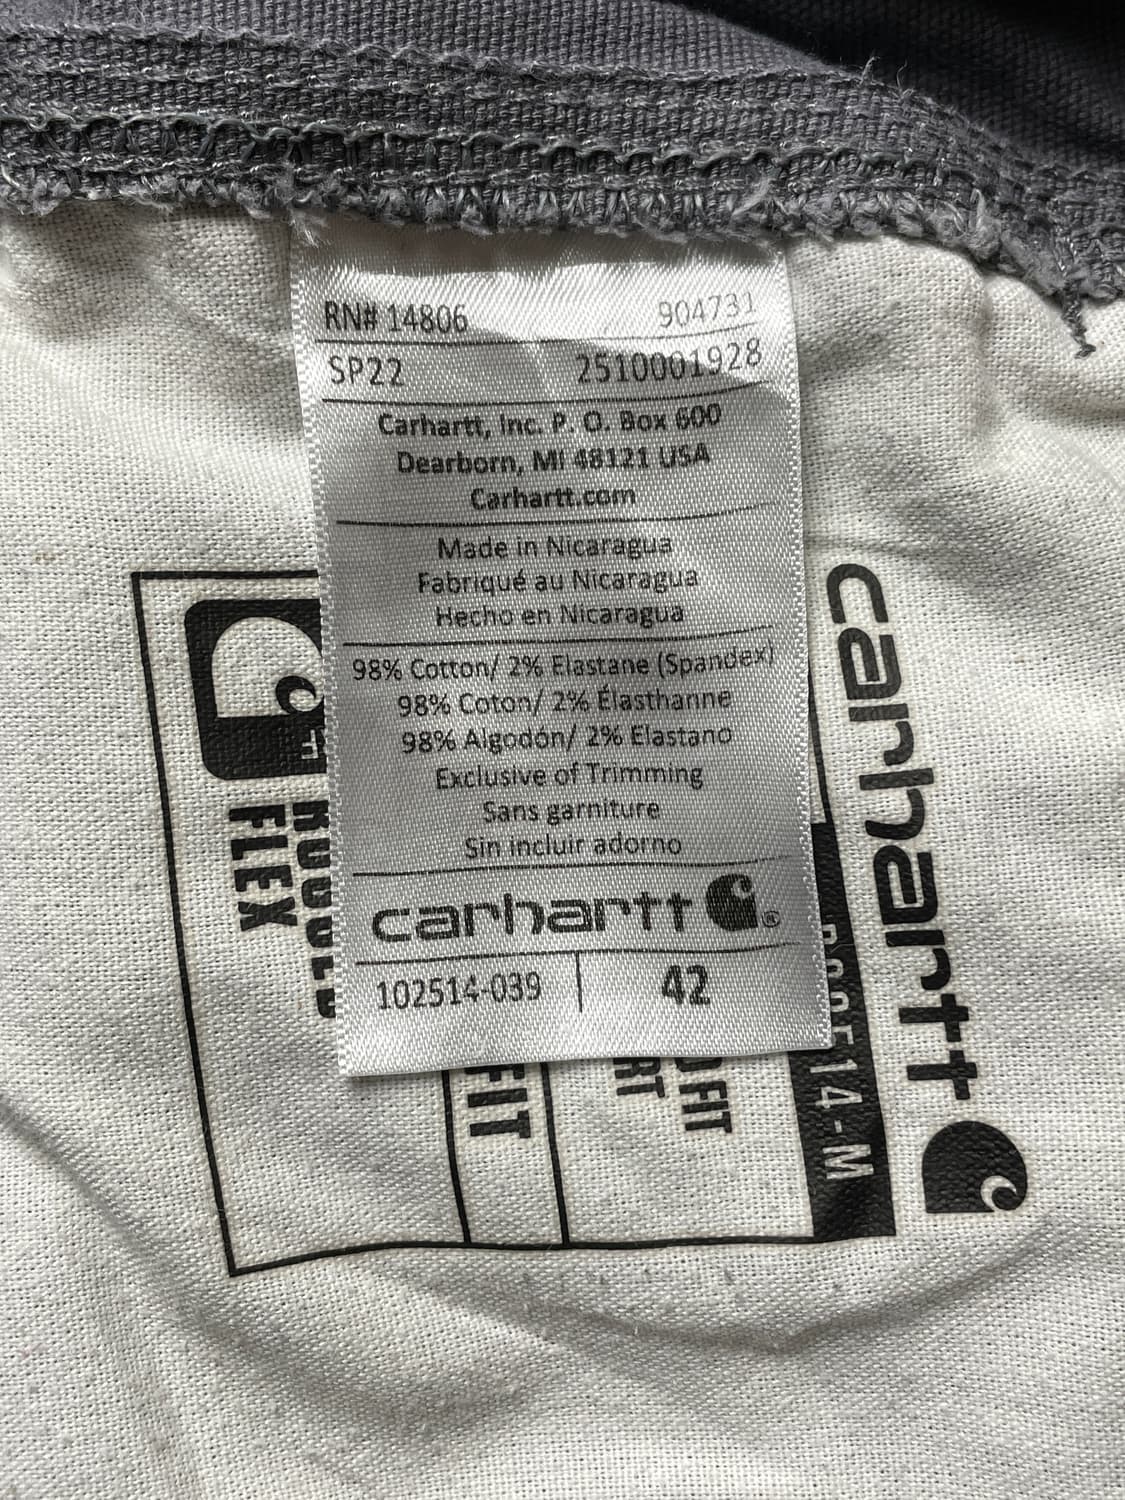 RN# 14806 904731
SP22 2510001928
Carhartt, Inc. P. O. Box 600
Dearborn, MI 48121 USA
Carhartt.com
Made in Nicaragua
Fabriqué au Nicaragua
Hecho en Nicaragua
98% Cotton/ 2% Elastane (Spandex)
98% Coton/ 2% Élasthanne
98% Algodón/ 2% Elastano
Exclusive of Trimming
Sans garniture
Sin incluir adorno
carhartt ®
102514-039 42
carhartt
FLEX
FIT
FIT